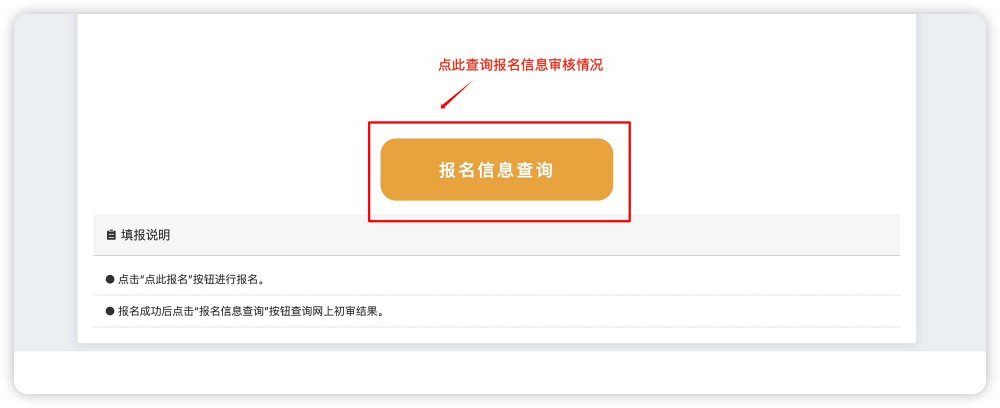 点此查询报名信息审核情况
报名信息查询
填报说明
● 点击“点此报名”按钮进行报名。
● 报名成功后点击“报名信息查询”按钮查询网上初审结果。